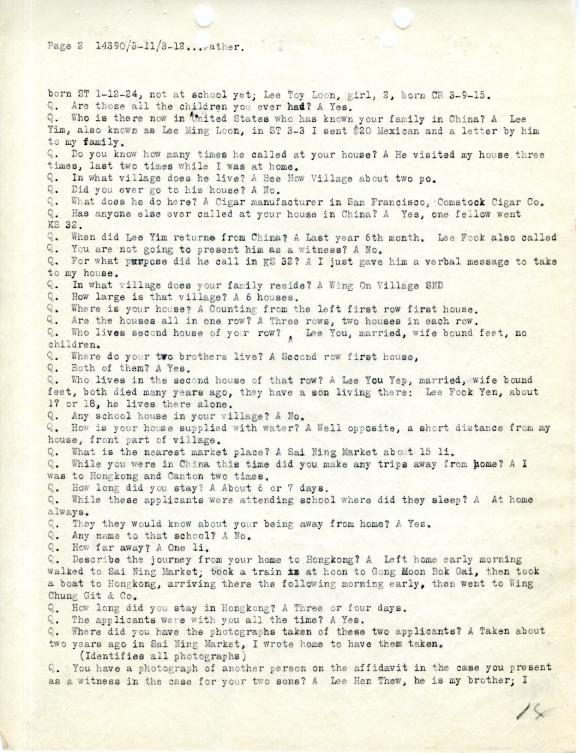 Page 2  14390/3-11/3-12...father.
born ST 1-12-24, not at school yet; Lee Toy Loon, girl, 2, born CR 3-9-15.
Q.  Are those all the children you ever had? A Yes.
Q.  Who is there now in United States who has known your family in China? A  Lee
Yim, also known as Lee Ming Loon, in ST 3-3 I sent $20 Mexican and a letter by him
to my family.
Q.  Do you know how many times he called at your house? A He visited my house three
times, last two times while I was at home.
Q.  In what village does he live? A See How Village about two po.
Q.  Did you ever go to his house? A No.
Q.  What does he do here? A Cigar manufacturer in San Francisco, Comstock Cigar Co.
Q.  Has anyone else ever called at your house in China? A  Yes, one fellow went
KS 32.
Q.  When did Lee Yim returne from China? A Last year 6th month.  Lee Fook also called
Q.  You are not going to present him as a witness? A No.
Q.  For what purpose did he call in KS 32? A I just gave him a verbal message to take
to my house.
Q.  In what village does your family reside? A Wing On Village SND
Q.  How large is that village? A 6 houses.
Q.  Where is your house? A Counting from the left first row first house.
Q.  Are the houses all in one row? A Three rows, two houses in each row.
Q.  Who lives second house of your row? A  Lee You, married, wife bound feet, no
children.
Q.  Where do your two brothers live? A Second row first house,
Q.  Both of them? A Yes.
Q.  Who lives in the second house of that row? A Lee You Yep, married, wife bound
feet, both died many years ago, they have a son living there:  Lee Fook Yen, about
17 or 18, he lives there alone.
Q.  Any school house in your village? A No.
Q.  How is your house supplied with water? A Well opposite, a short distance from my
house, front part of village.
Q.  What is the nearest market place? A Sai Ning Market about 15 li.
Q.  While you were in China this time did you make any trips away from home? A I
was to Hongkong and Canton two times.
Q.  How long did you stay? A About 6 or 7 days.
Q.  While these applicants were attending school where did they sleep? A  At home
always.
Q.  They they would know about your being away from home? A Yes.
Q.  Any name to that school? A No.
Q.  How far away? A One li.
Q.  Describe the journey from your home to Hongkong? A  Left home early morning
walked to Sai Ning Market; took a train at hoon to Gong Moon Bok Gai, then took
a boat to Hongkong, arriving there the following morning early, then went to Wing
Chung Git & Co.
Q.  How long did you stay in Hongkong? A Three or four days.
Q.  The applicants were with you all the time? A Yes.
Q.  Where did you have the photographs taken of these two applicants? A Taken about
two years ago in Sai Ning Market, I wrote home to have them taken.
(Identifies all photographs)
Q.  You have a photograph of another person on the affidavit in the case you present
as a witness in the case for your two sons? A  Lee Hen Thew, he is my brother; I
14